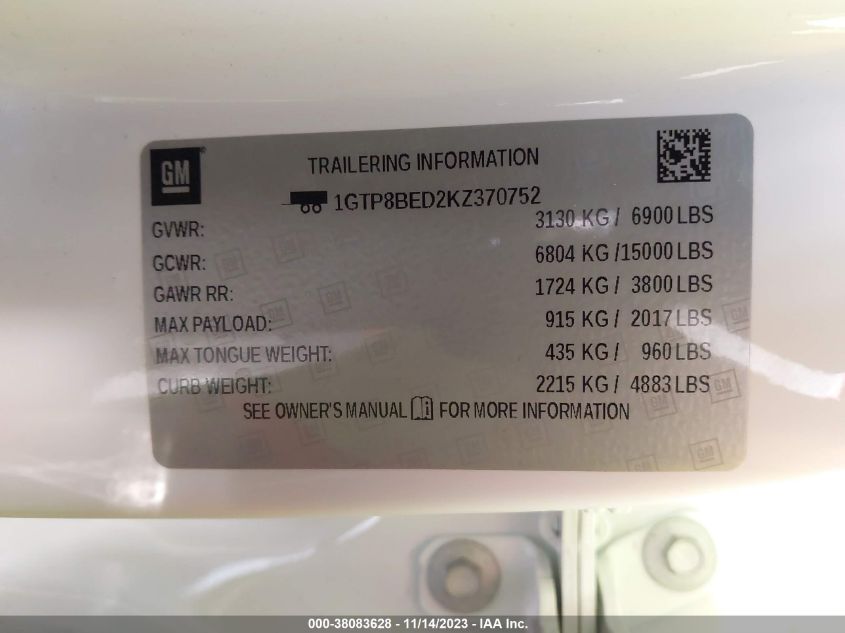 GM
TRAILERING INFORMATION
1GTP8BED2KZ370752
GVWR: 3130 KG / 6900 LBS
GCWR: 6804 KG /15000 LBS
GAWR RR: 1724 KG / 3800 LBS
MAX PAYLOAD: 915 KG / 2017 LBS
MAX TONGUE WEIGHT: 435 KG / 960 LBS
CURB WEIGHT: 2215 KG / 4883 LBS
SEE OWNER'S MANUAL FOR MORE INFORMATION
000-38083628 - 11/14/2023 - IAA Inc.